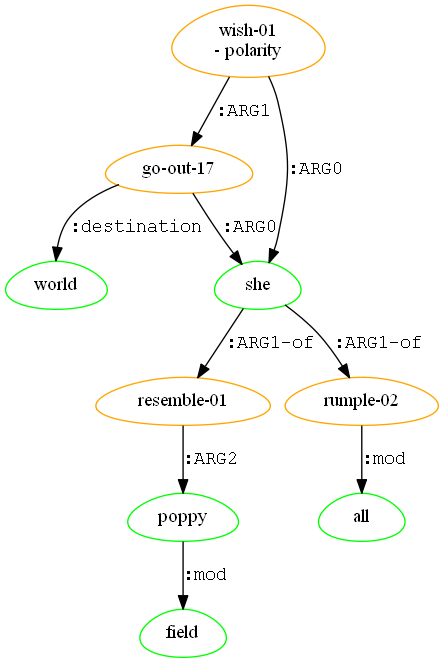 wish-01
- polarity
:ARG1
:ARG0
go-out-17
:destination
:ARG0
world
she
:ARG1-of
:ARG1-of
resemble-01
rumple-02
:ARG2
:mod
poppy
all
:mod
field